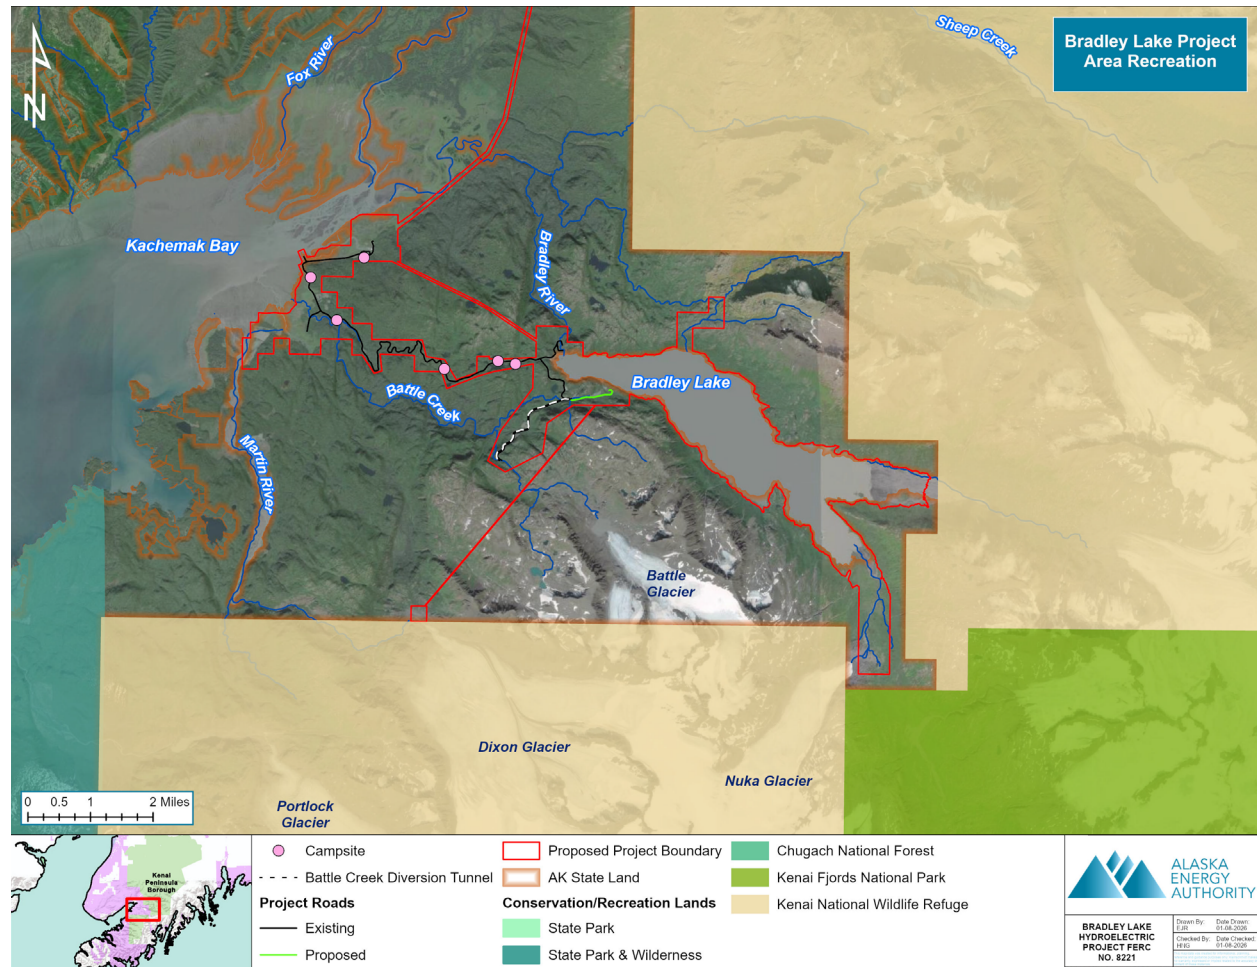 Bradley Lake Project
Area Recreation
N
Sheep Creek
Fox River
Kachemak Bay
Bradley River
Bradley Lake
Battle Creek
Martin River
Battle
Glacier
Dixon Glacier
Nuka Glacier
Portlock
Glacier
0 0.5 1 2 Miles
Kenai
Peninsula
Borough
Campsite
Battle Creek Diversion Tunnel
Project Roads
Existing
Proposed
Proposed Project Boundary
AK State Land
Conservation/Recreation Lands
State Park
State Park & Wilderness
Chugach National Forest
Kenai Fjords National Park
Kenai National Wildlife Refuge
ALASKA
ENERGY
AUTHORITY
BRADLEY LAKE
HYDROELECTRIC
PROJECT FERC
NO. 8221
Drawn By: Date Drawn:
EJR 01-08-2026
Checked By: Date Checked:
HNG 01-08-2026